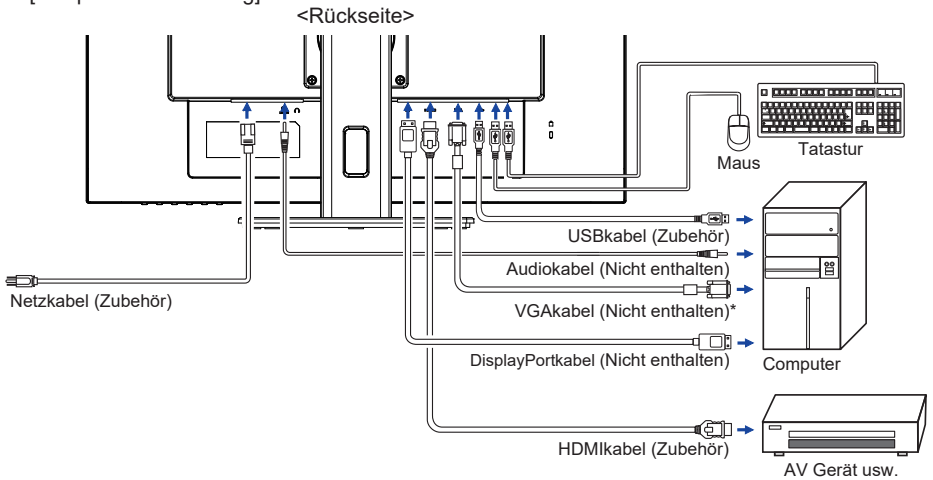 <Rückseite>
Maus
Tatastur
USBkabel (Zubehör)
Audiokabel (Nicht enthalten)
Netzkabel (Zubehör)
VGAkabel (Nicht enthalten)*
DisplayPortkabel (Nicht enthalten)
Computer
HDMIkabel (Zubehör)
AV Gerät usw.